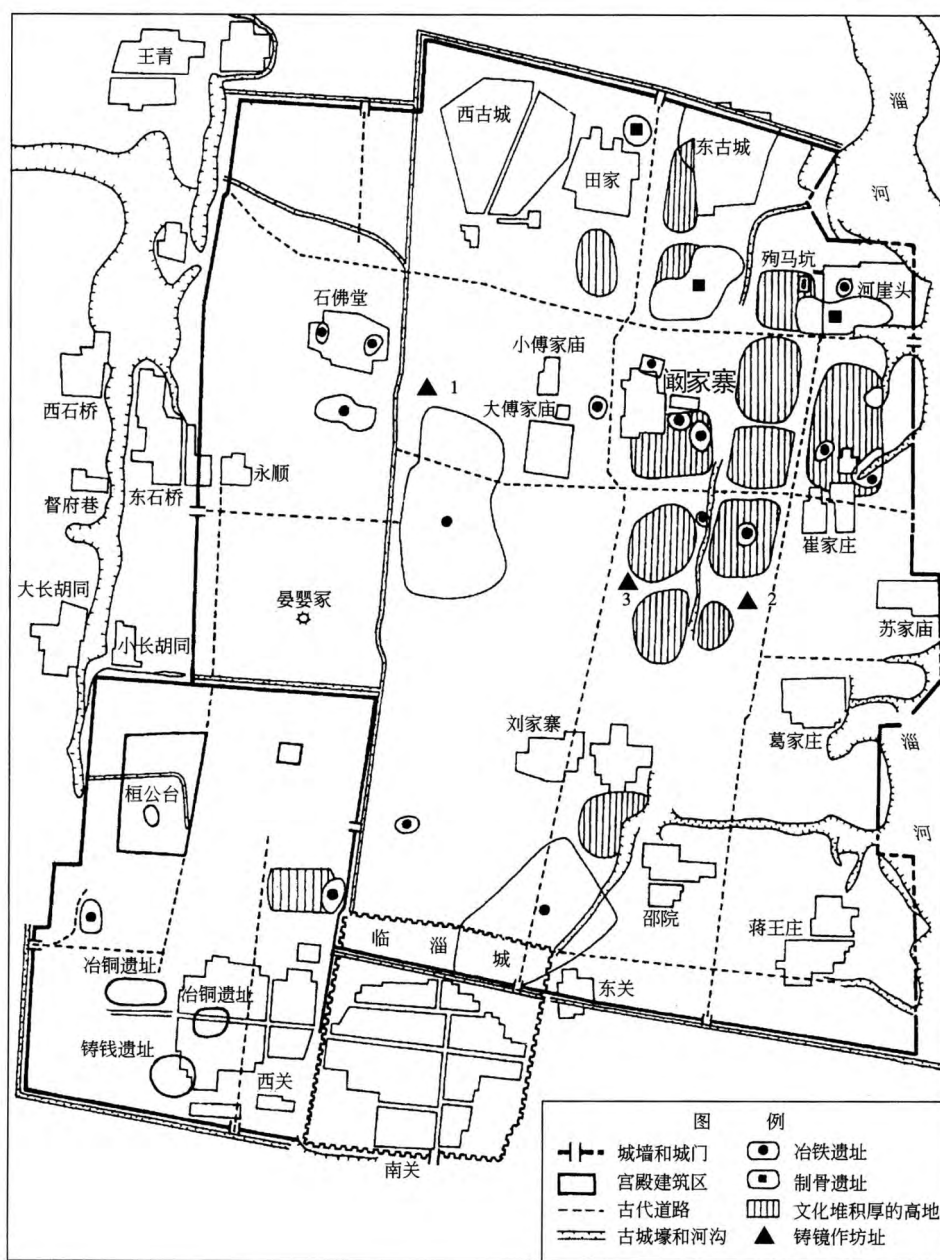 王青
西古城
淄
东古城
田家
河
殉马坑
河崖头
石佛堂
小傅家庙
阚家寨
1
大傅家庙
西石桥
永顺
督府巷
东石桥
崔家庄
大长胡同
晏婴冢
3
2
苏家庙
小长胡同
刘家寨
葛家庄
淄
桓公台
河
邵院
蒋王庄
临淄城
冶铜遗址
冶铜遗址
东关
铸钱遗址
西关
南关
图 例
城墙和城门
冶铁遗址
宫殿建筑区
制骨遗址
古代道路
文化堆积厚的高地
古城壕和河沟
铸镜作坊址